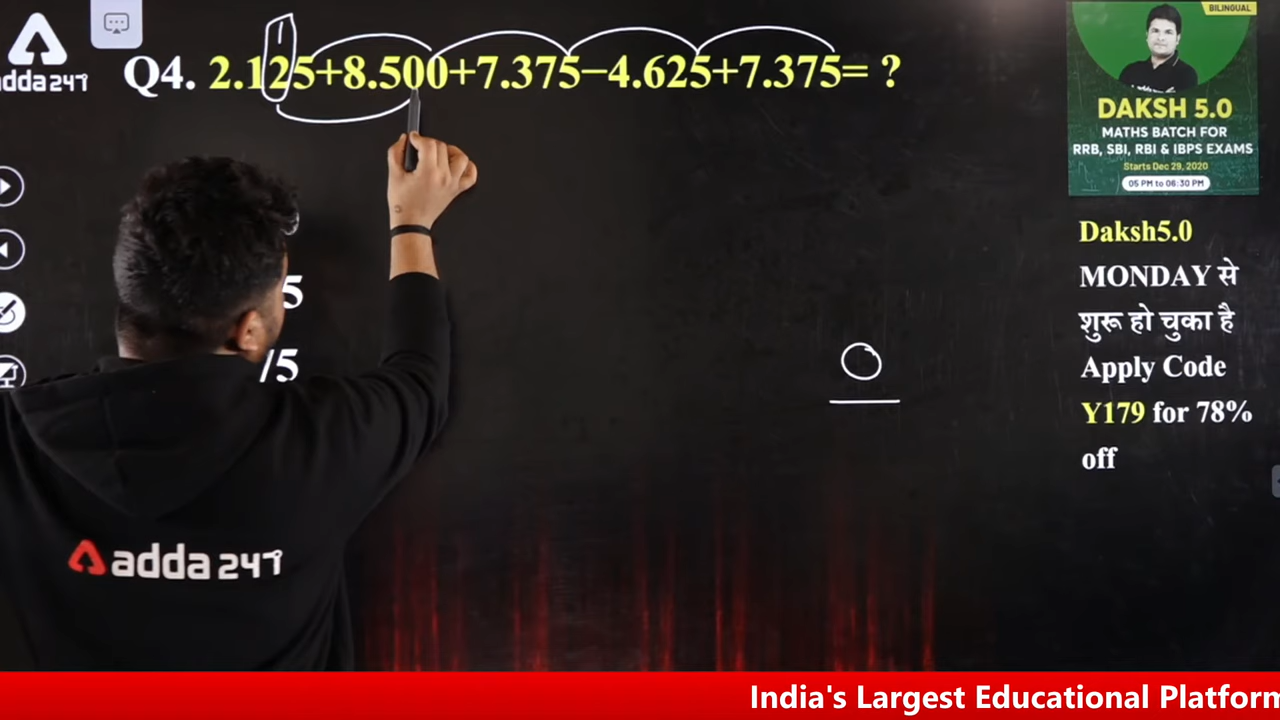 adda247
Q4. 2.125+8.500+7.375−4.625+7.375= ?
5
/5
0
adda247
BILINGUAL
DAKSH 5.0
MATHS BATCH FOR
RRB, SBI, RBI & IBPS EXAMS
Starts Dec 29, 2020
05 PM to 06:30 PM
Daksh5.0
MONDAY से
शुरू हो चुका है
Apply Code
Y179 for 78%
off
India's Largest Educational Platform